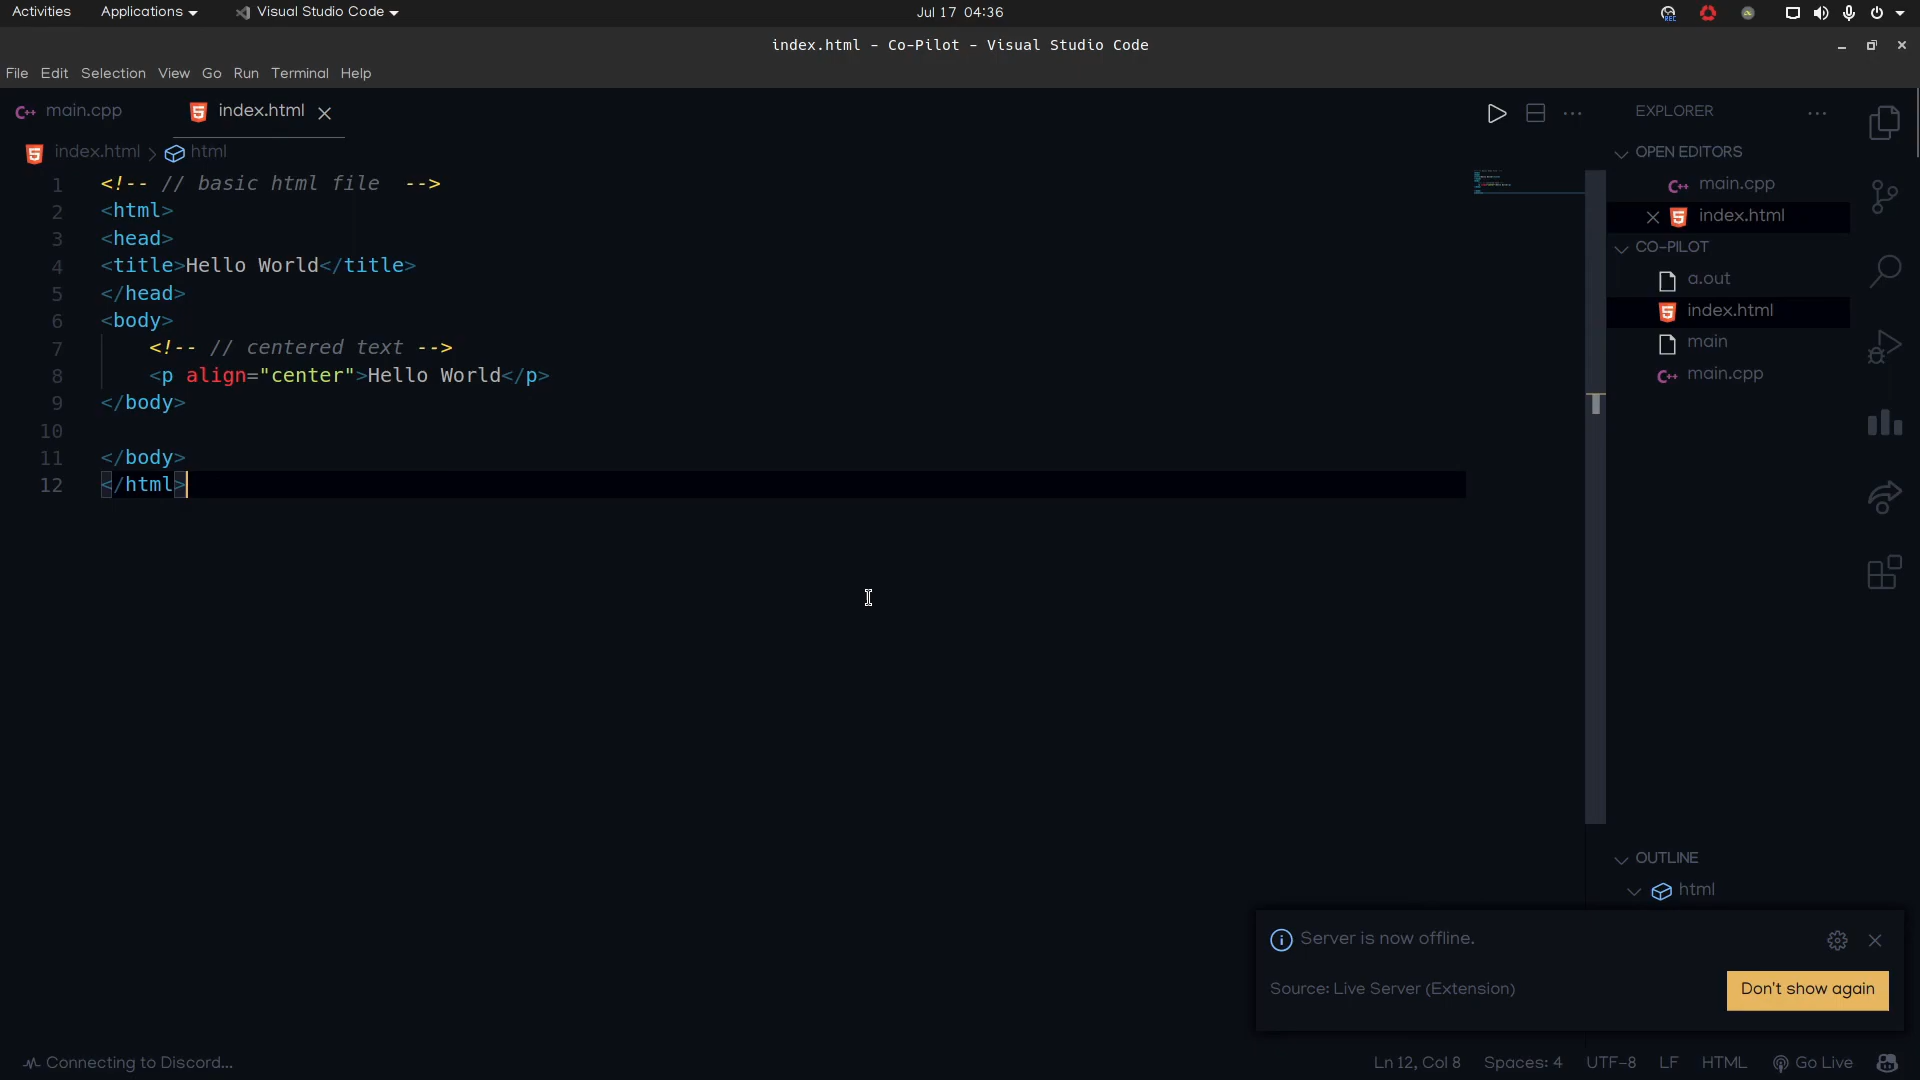 Activities Applications Visual Studio Code Jul 17 04:36
index.html - Co-Pilot - Visual Studio Code
File Edit Selection View Go Run Terminal Help
main.cpp index.html
index.html > html
1 <!-- // basic html file  -->
2 <html>
3 <head>
4 <title>Hello World</title>
5 </head>
6 <body>
7     <!-- // centered text -->
8     <p align="center">Hello World</p>
9 </body>
10
11 </body>
12 </html>
EXPLORER
OPEN EDITORS
main.cpp
index.html
CO-PILOT
a.out
index.html
main
main.cpp
OUTLINE
html
Server is now offline.
Source: Live Server (Extension) Don't show again
Connecting to Discord... Ln 12, Col 8 Spaces: 4 UTF-8 LF HTML Go Live